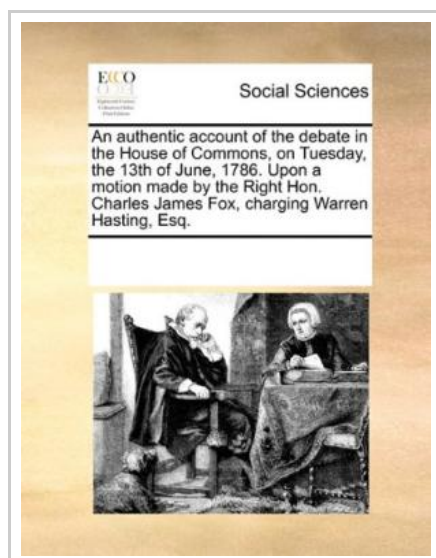 ECCO
Social Sciences
An authentic account of the debate in
the House of Commons, on Tuesday,
the 13th of June, 1786. Upon a
motion made by the Right Hon.
Charles James Fox, charging Warren
Hasting, Esq.